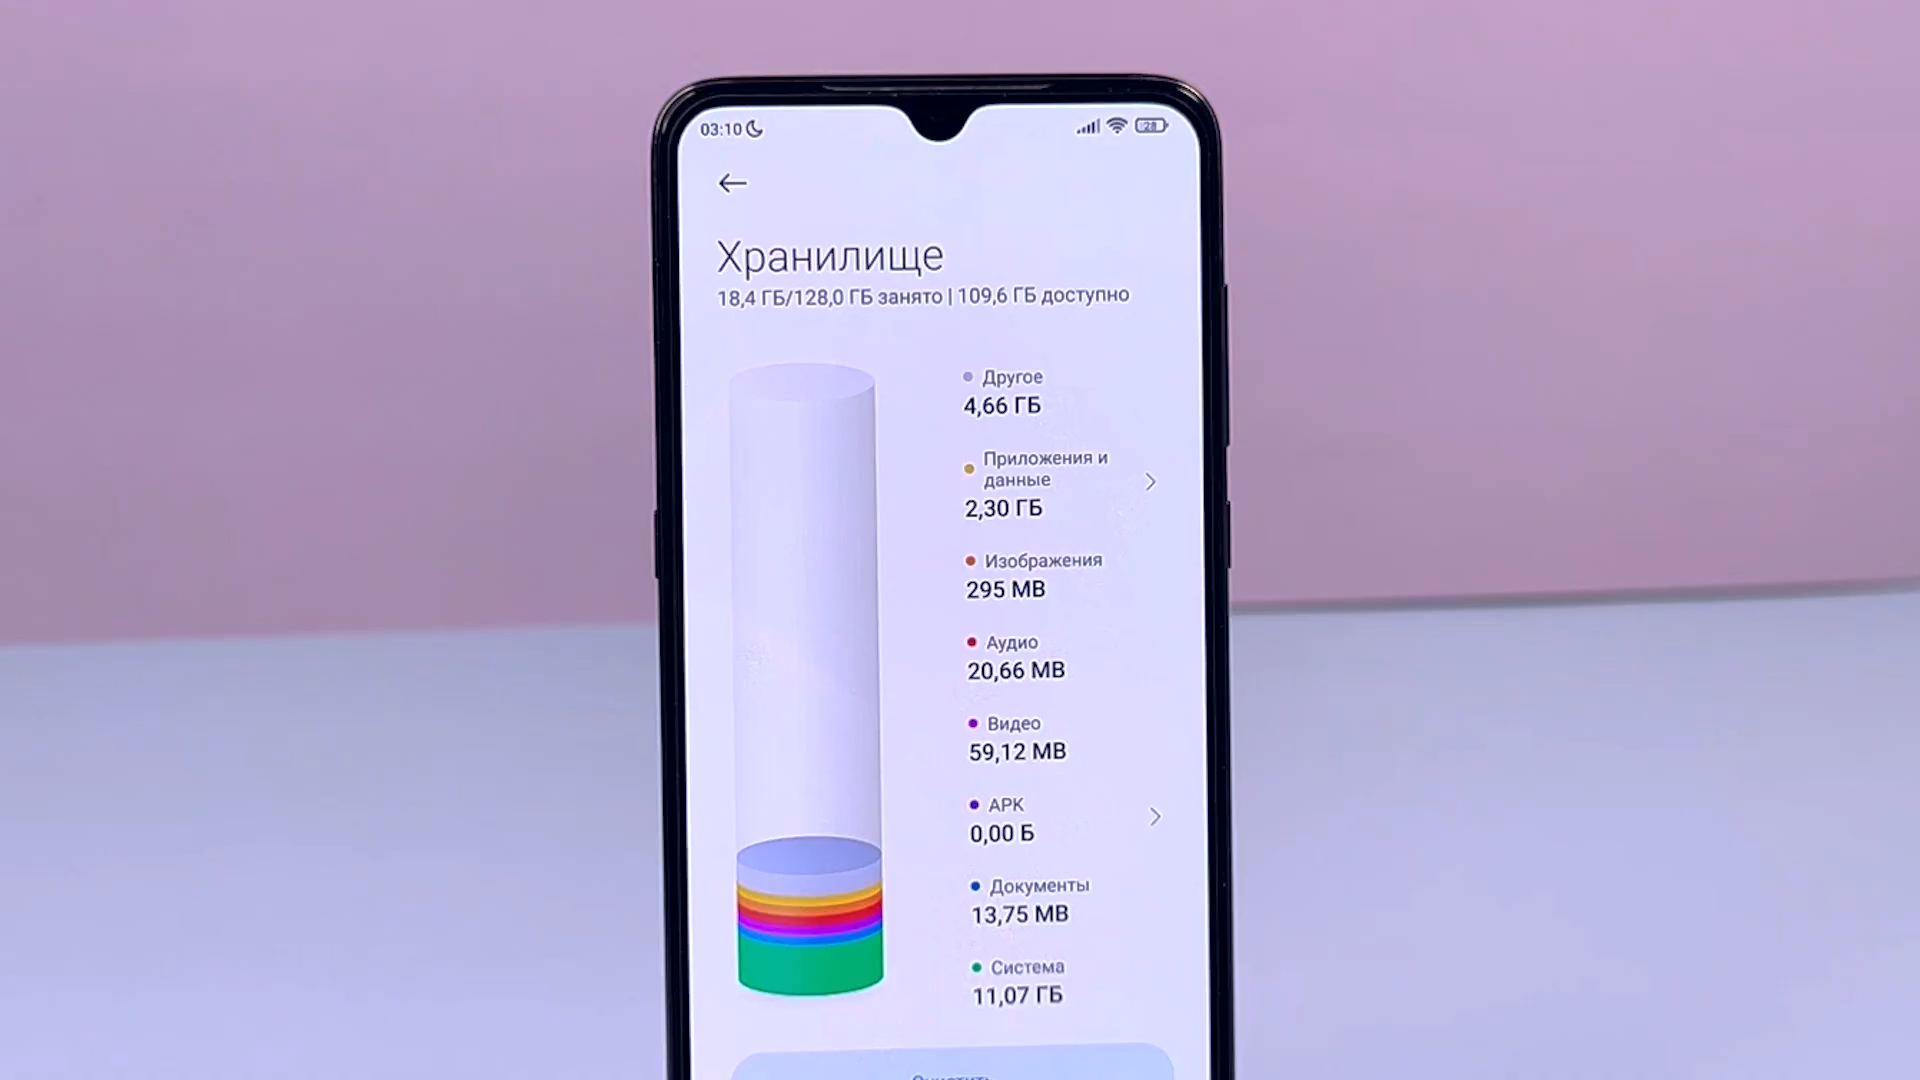 03:10
28
Хранилище
18,4 ГБ/128,0 ГБ занято | 109,6 ГБ доступно
Другое
4,66 ГБ
Приложения и
данные
2,30 ГБ
Изображения
295 MB
Аудио
20,66 MB
Видео
59,12 MB
APK
0,00 Б
Документы
13,75 MB
Система
11,07 ГБ
Очистить